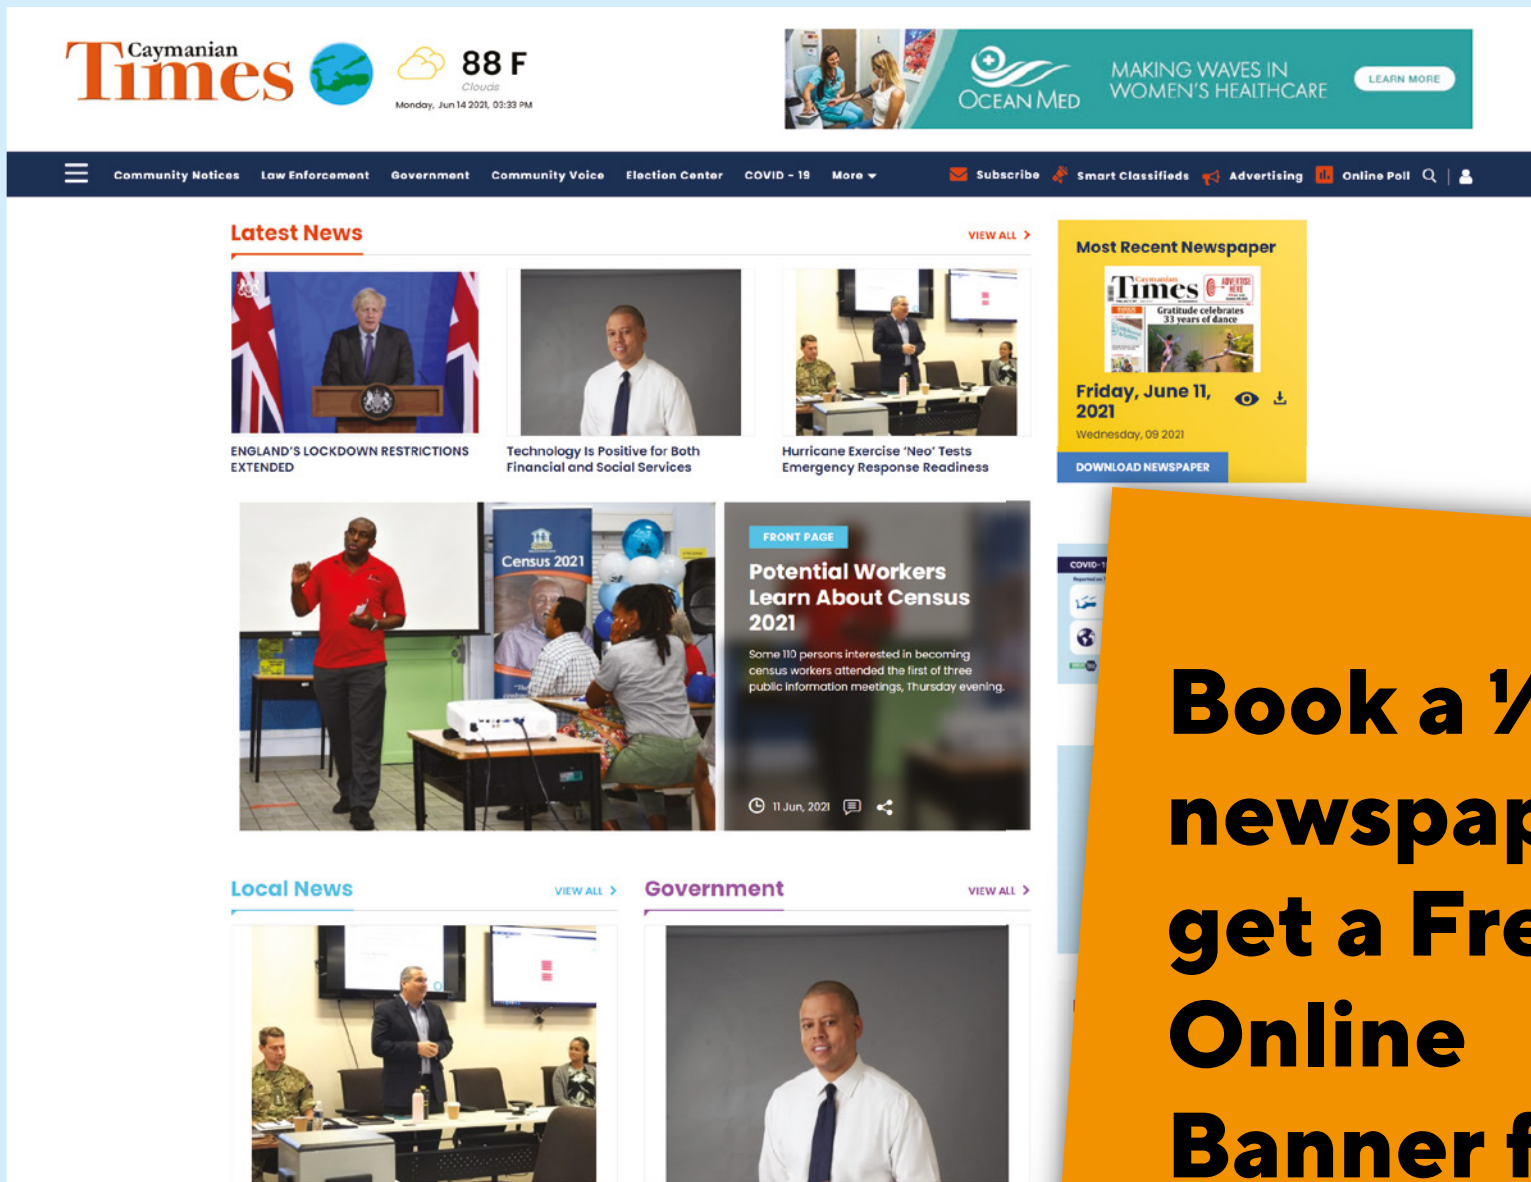 Caymanian
Times
88 F
Clouds
Monday, Jun 14 2021, 03:33 PM
OCEAN MED
MAKING WAVES IN
WOMEN'S HEALTHCARE
LEARN MORE
Community Notices Law Enforcement Government Community Voice Election Center COVID - 19 More
Subscribe Smart Classifieds Advertising Online Poll
Latest News
VIEW ALL >
ENGLAND'S LOCKDOWN RESTRICTIONS
EXTENDED
Technology Is Positive for Both
Financial and Social Services
Hurricane Exercise 'Neo' Tests
Emergency Response Readiness
Most Recent Newspaper
Caymanian
Times
ADVERTISE
HERE
Gratitude celebrates
33 years of dance
Friday, June 11,
2021
Wednesday, 09 2021
DOWNLOAD NEWSPAPER
Census 2021
FRONT PAGE
Potential Workers
Learn About Census
2021
Some 110 persons interested in becoming
census workers attended the first of three
public information meetings, Thursday evening.
11 Jun, 2021
COVID-1
Reported on
Local News
VIEW ALL >
Government
VIEW ALL >
Book a
newspap
get a Fre
Online
Banner f